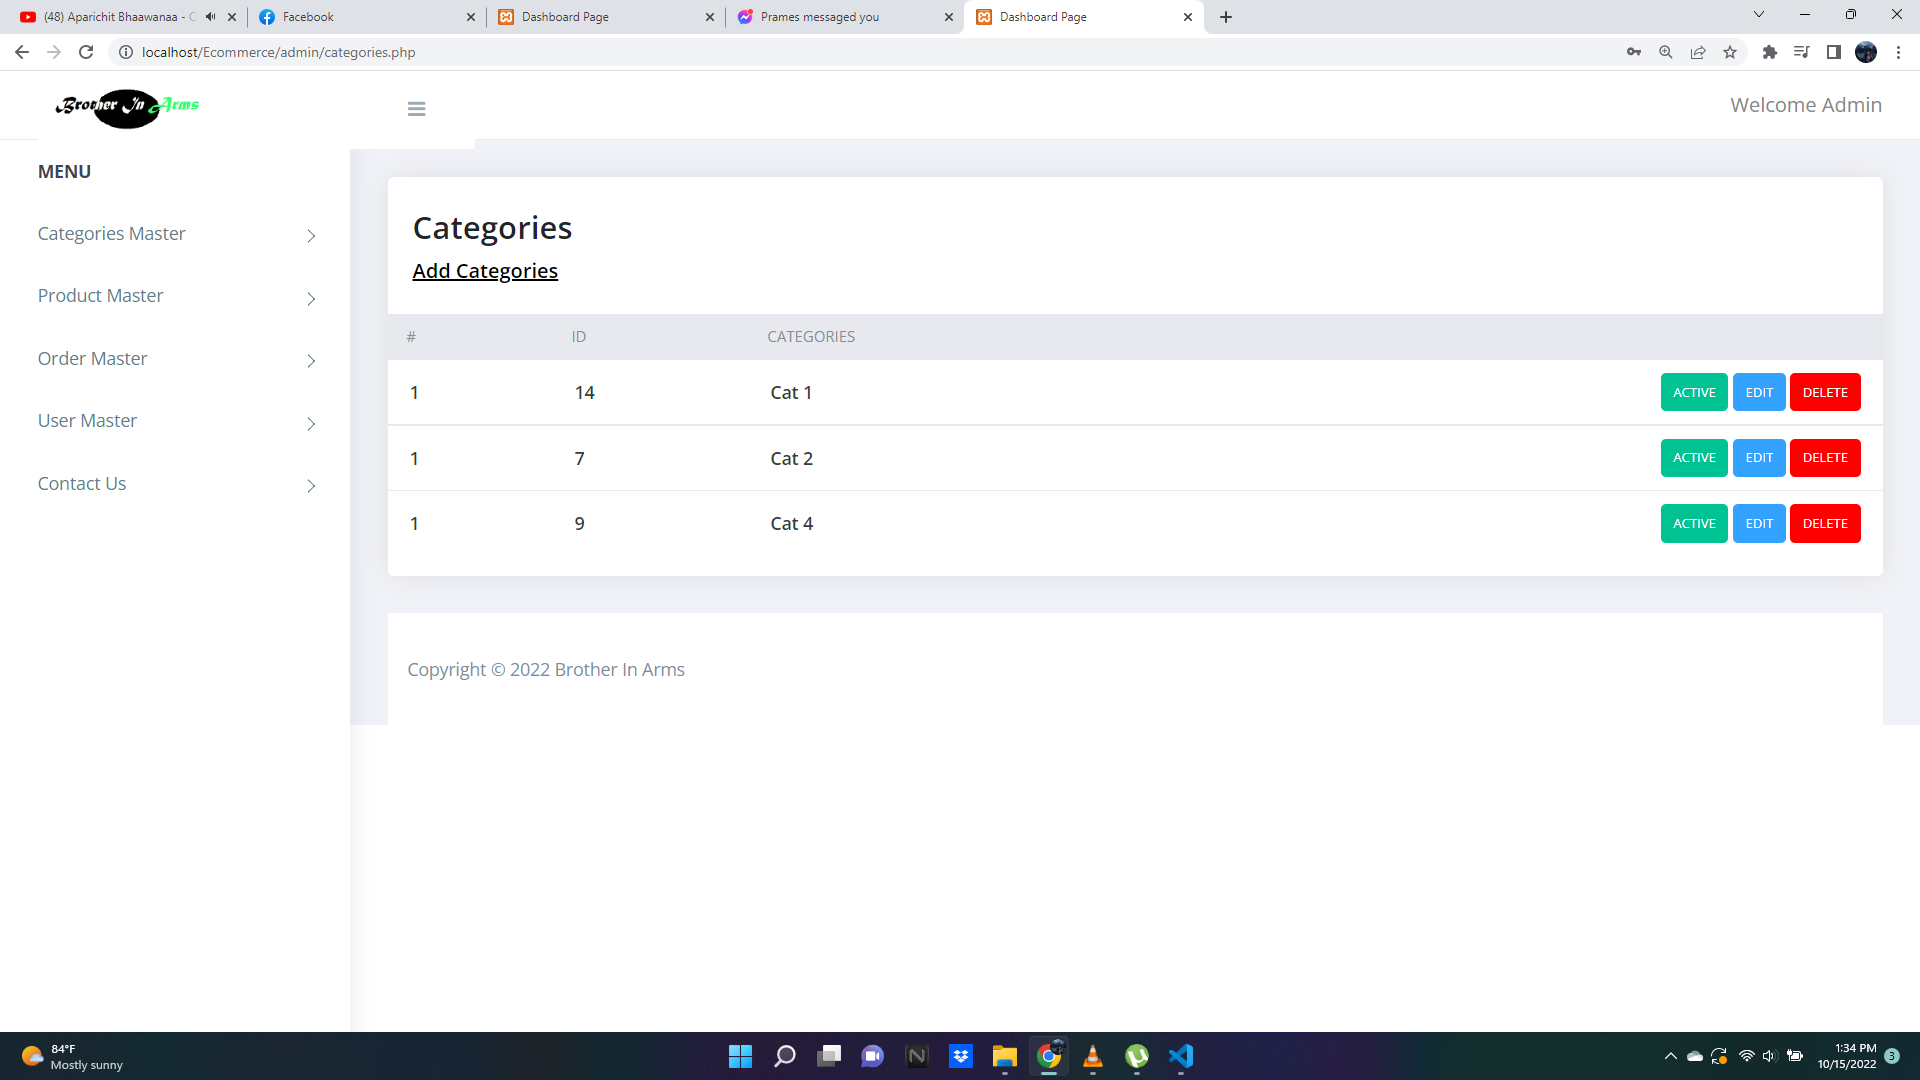 (48) Aparichit Bhaawanaa -
Facebook
Dashboard Page
Prames messaged you
Dashboard Page
localhost/Ecommerce/admin/categories.php
Brother In Arms
Welcome Admin
MENU
Categories Master
Product Master
Order Master
User Master
Contact Us
Categories
Add Categories
# ID CATEGORIES
1 14 Cat 1 ACTIVE EDIT DELETE
1 7 Cat 2 ACTIVE EDIT DELETE
1 9 Cat 4 ACTIVE EDIT DELETE
Copyright © 2022 Brother In Arms
84°F
Mostly sunny
1:34 PM
10/15/2022
3